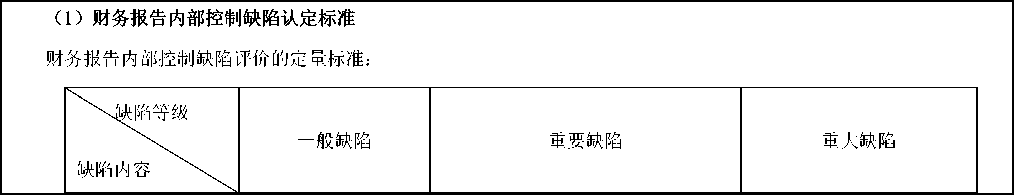 （1）财务报告内部控制缺陷认定标准
财务报告内部控制缺陷评价的定量标准：
缺陷等级
缺陷内容
一般缺陷
重要缺陷
重大缺陷